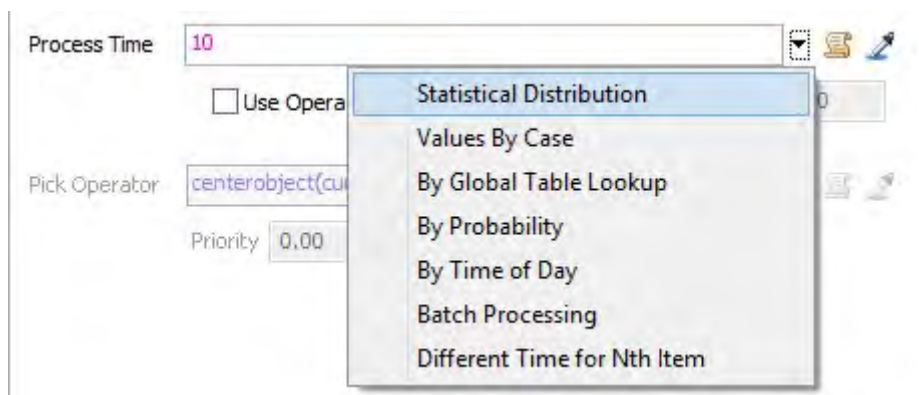 Process Time 10
Use Opera
Statistical Distribution
Values By Case
Pick Operator centerobject(cu
By Global Table Lookup
Priority 0,00
By Probability
By Time of Day
Batch Processing
Different Time for Nth Item